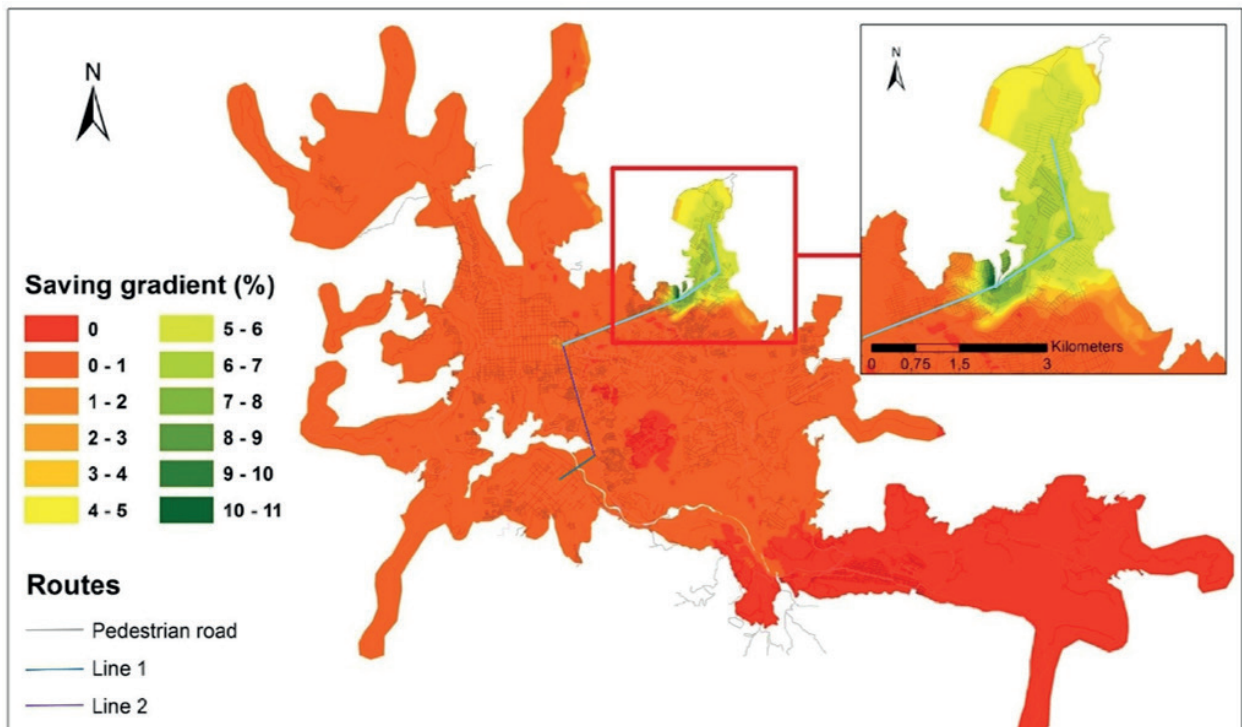 N
N
Saving gradient (%)
0
5 - 6
0 - 1
6 - 7
1 - 2
7 - 8
2 - 3
8 - 9
3 - 4
9 - 10
4 - 5
10 - 11
Kilometers
0 0,75 1,5 3
Routes
Pedestrian road
Line 1
Line 2